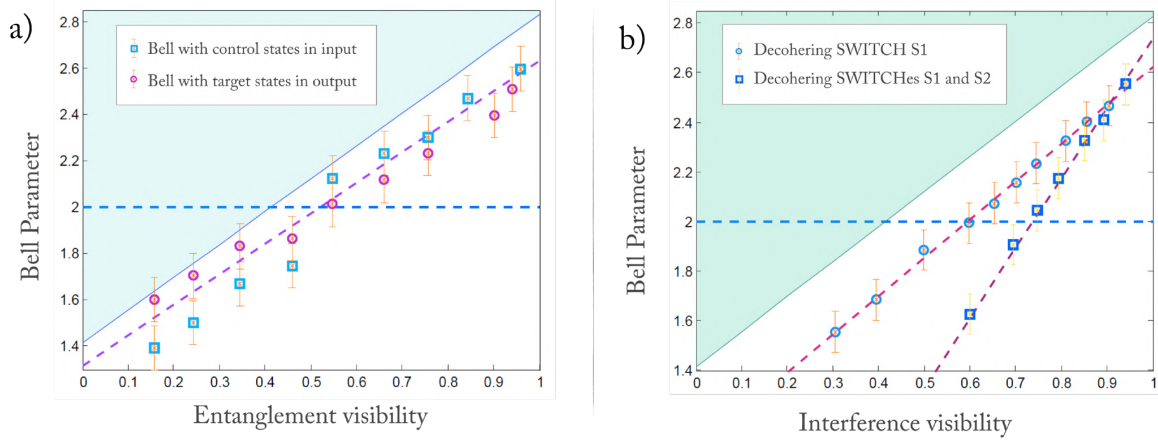 a)
Bell with control states in input
Bell with target states in output
Bell Parameter
2.8
2.6
2.4
2.2
2
1.8
1.6
1.4
0 0.1 0.2 0.3 0.4 0.5 0.6 0.7 0.8 0.9 1
Entanglement visibility
b)
Decohering SWITCH S1
Decohering SWITCHes S1 and S2
Bell Parameter
2.8
2.6
2.4
2.2
2
1.8
1.6
1.4
0 0.1 0.2 0.3 0.4 0.5 0.6 0.7 0.8 0.9 1
Interference visibility